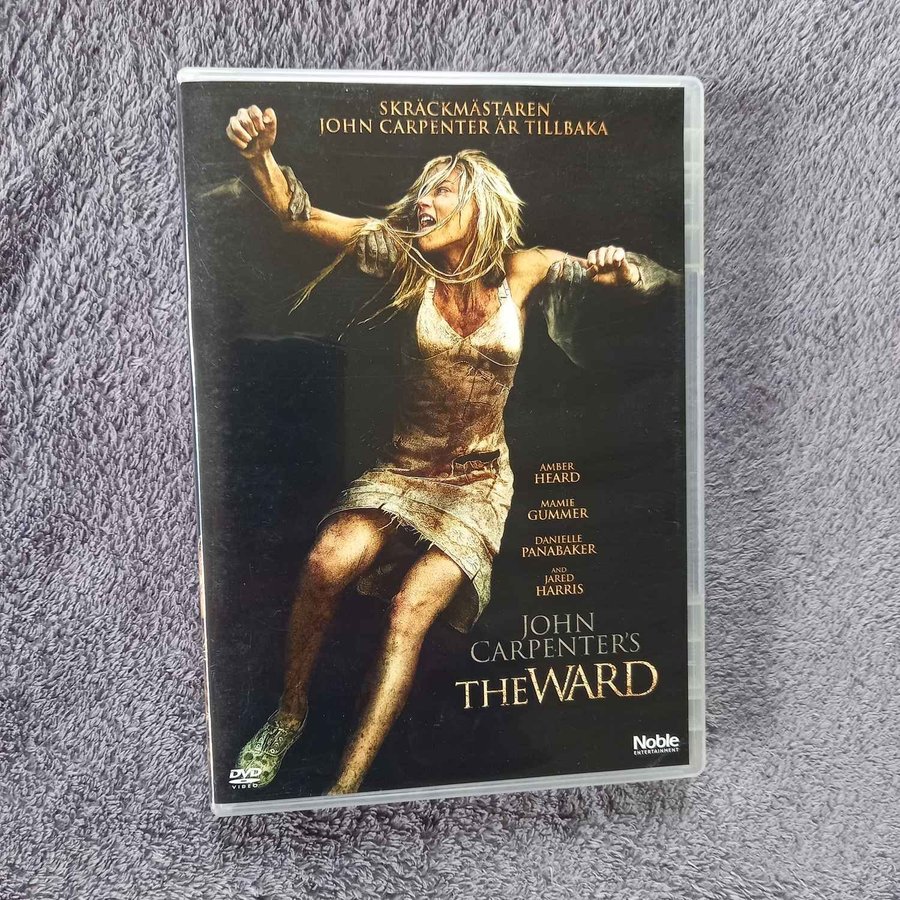 SKRÄCKMÄSTAREN
JOHN CARPENTER ÄR TILLBAKA
AMBER
HEARD
MAMIE
GUMMER
DANIELLE
PANABAKER
AND
JARED
HARRIS
JOHN
CARPENTER'S
THE WARD
Noble
ENTERTAINMENT
DVD
VIDEO